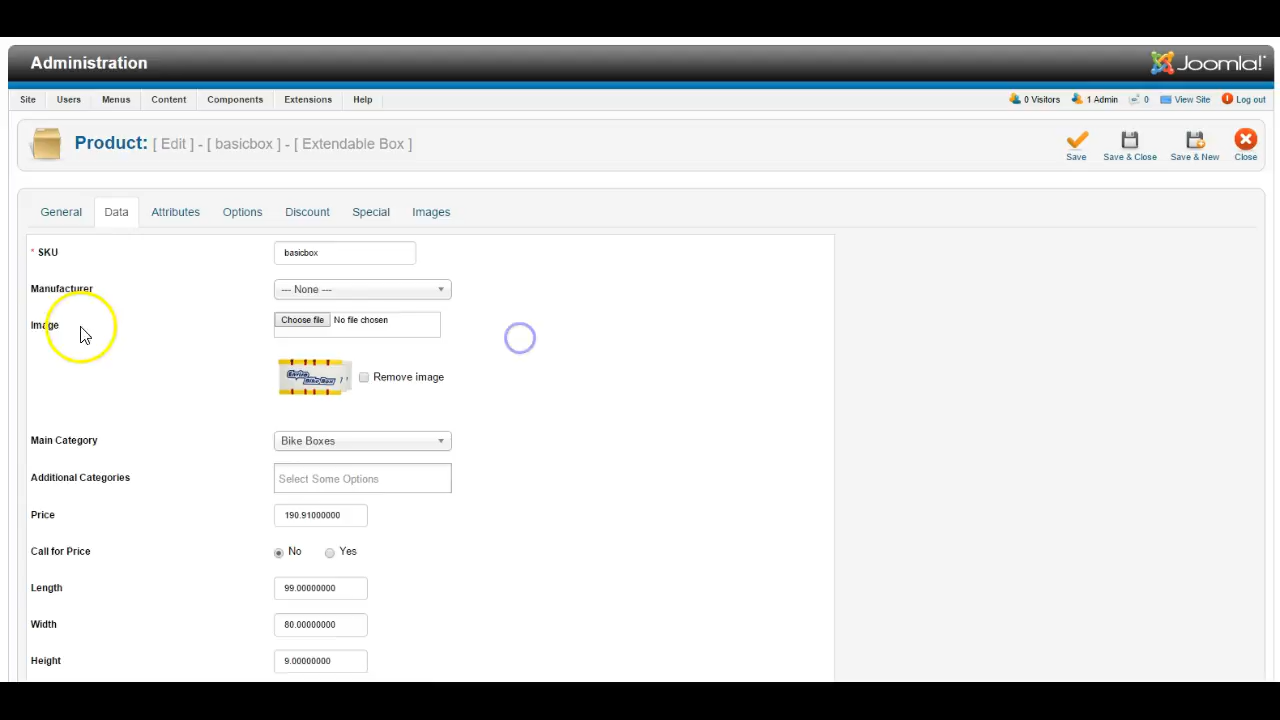 Administration
Joomla!
Site Users Menus Content Components Extensions Help
0 Visitors 1 Admin 0 View Site Log out
Product: [ Edit ] - [ basicbox ] - [ Extendable Box ]
Save Save & Close Save & New Close
General Data Attributes Options Discount Special Images
* SKU basicbox
Manufacturer --- None ---
Image Choose file No file chosen
Enviro
Bike Box
Remove image
Main Category Bike Boxes
Additional Categories Select Some Options
Price 190.91000000
Call for Price No Yes
Length 99.00000000
Width 80.00000000
Height 9.00000000